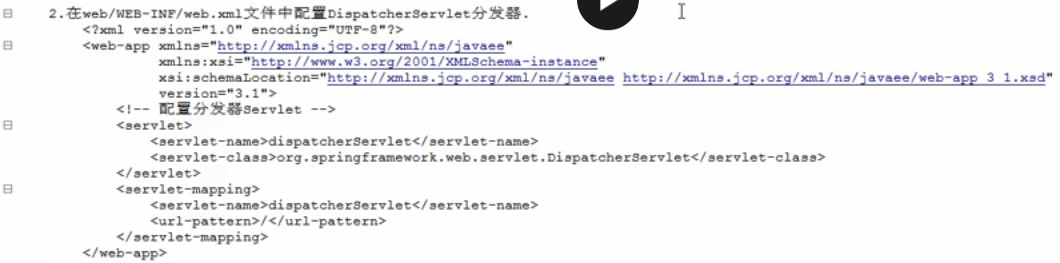 2.在web/WEB-INF/web.xml文件中配置DispatcherServlet分发器.
<?xml version="1.0" encoding="UTF-8"?>
<web-app xmlns="http://xmlns.jcp.org/xml/ns/javaee"
xmlns:xsi="http://www.w3.org/2001/XMLSchema-instance"
xsi:schemaLocation="http://xmlns.jcp.org/xml/ns/javaee http://xmlns.jcp.org/xml/ns/javaee/web-app_3_1.xsd"
version="3.1">
<!-- 配置分发器Servlet -->
<servlet>
<servlet-name>dispatcherServlet</servlet-name>
<servlet-class>org.springframework.web.servlet.DispatcherServlet</servlet-class>
</servlet>
<servlet-mapping>
<servlet-name>dispatcherServlet</servlet-name>
<url-pattern>/</url-pattern>
</servlet-mapping>
</web-app>